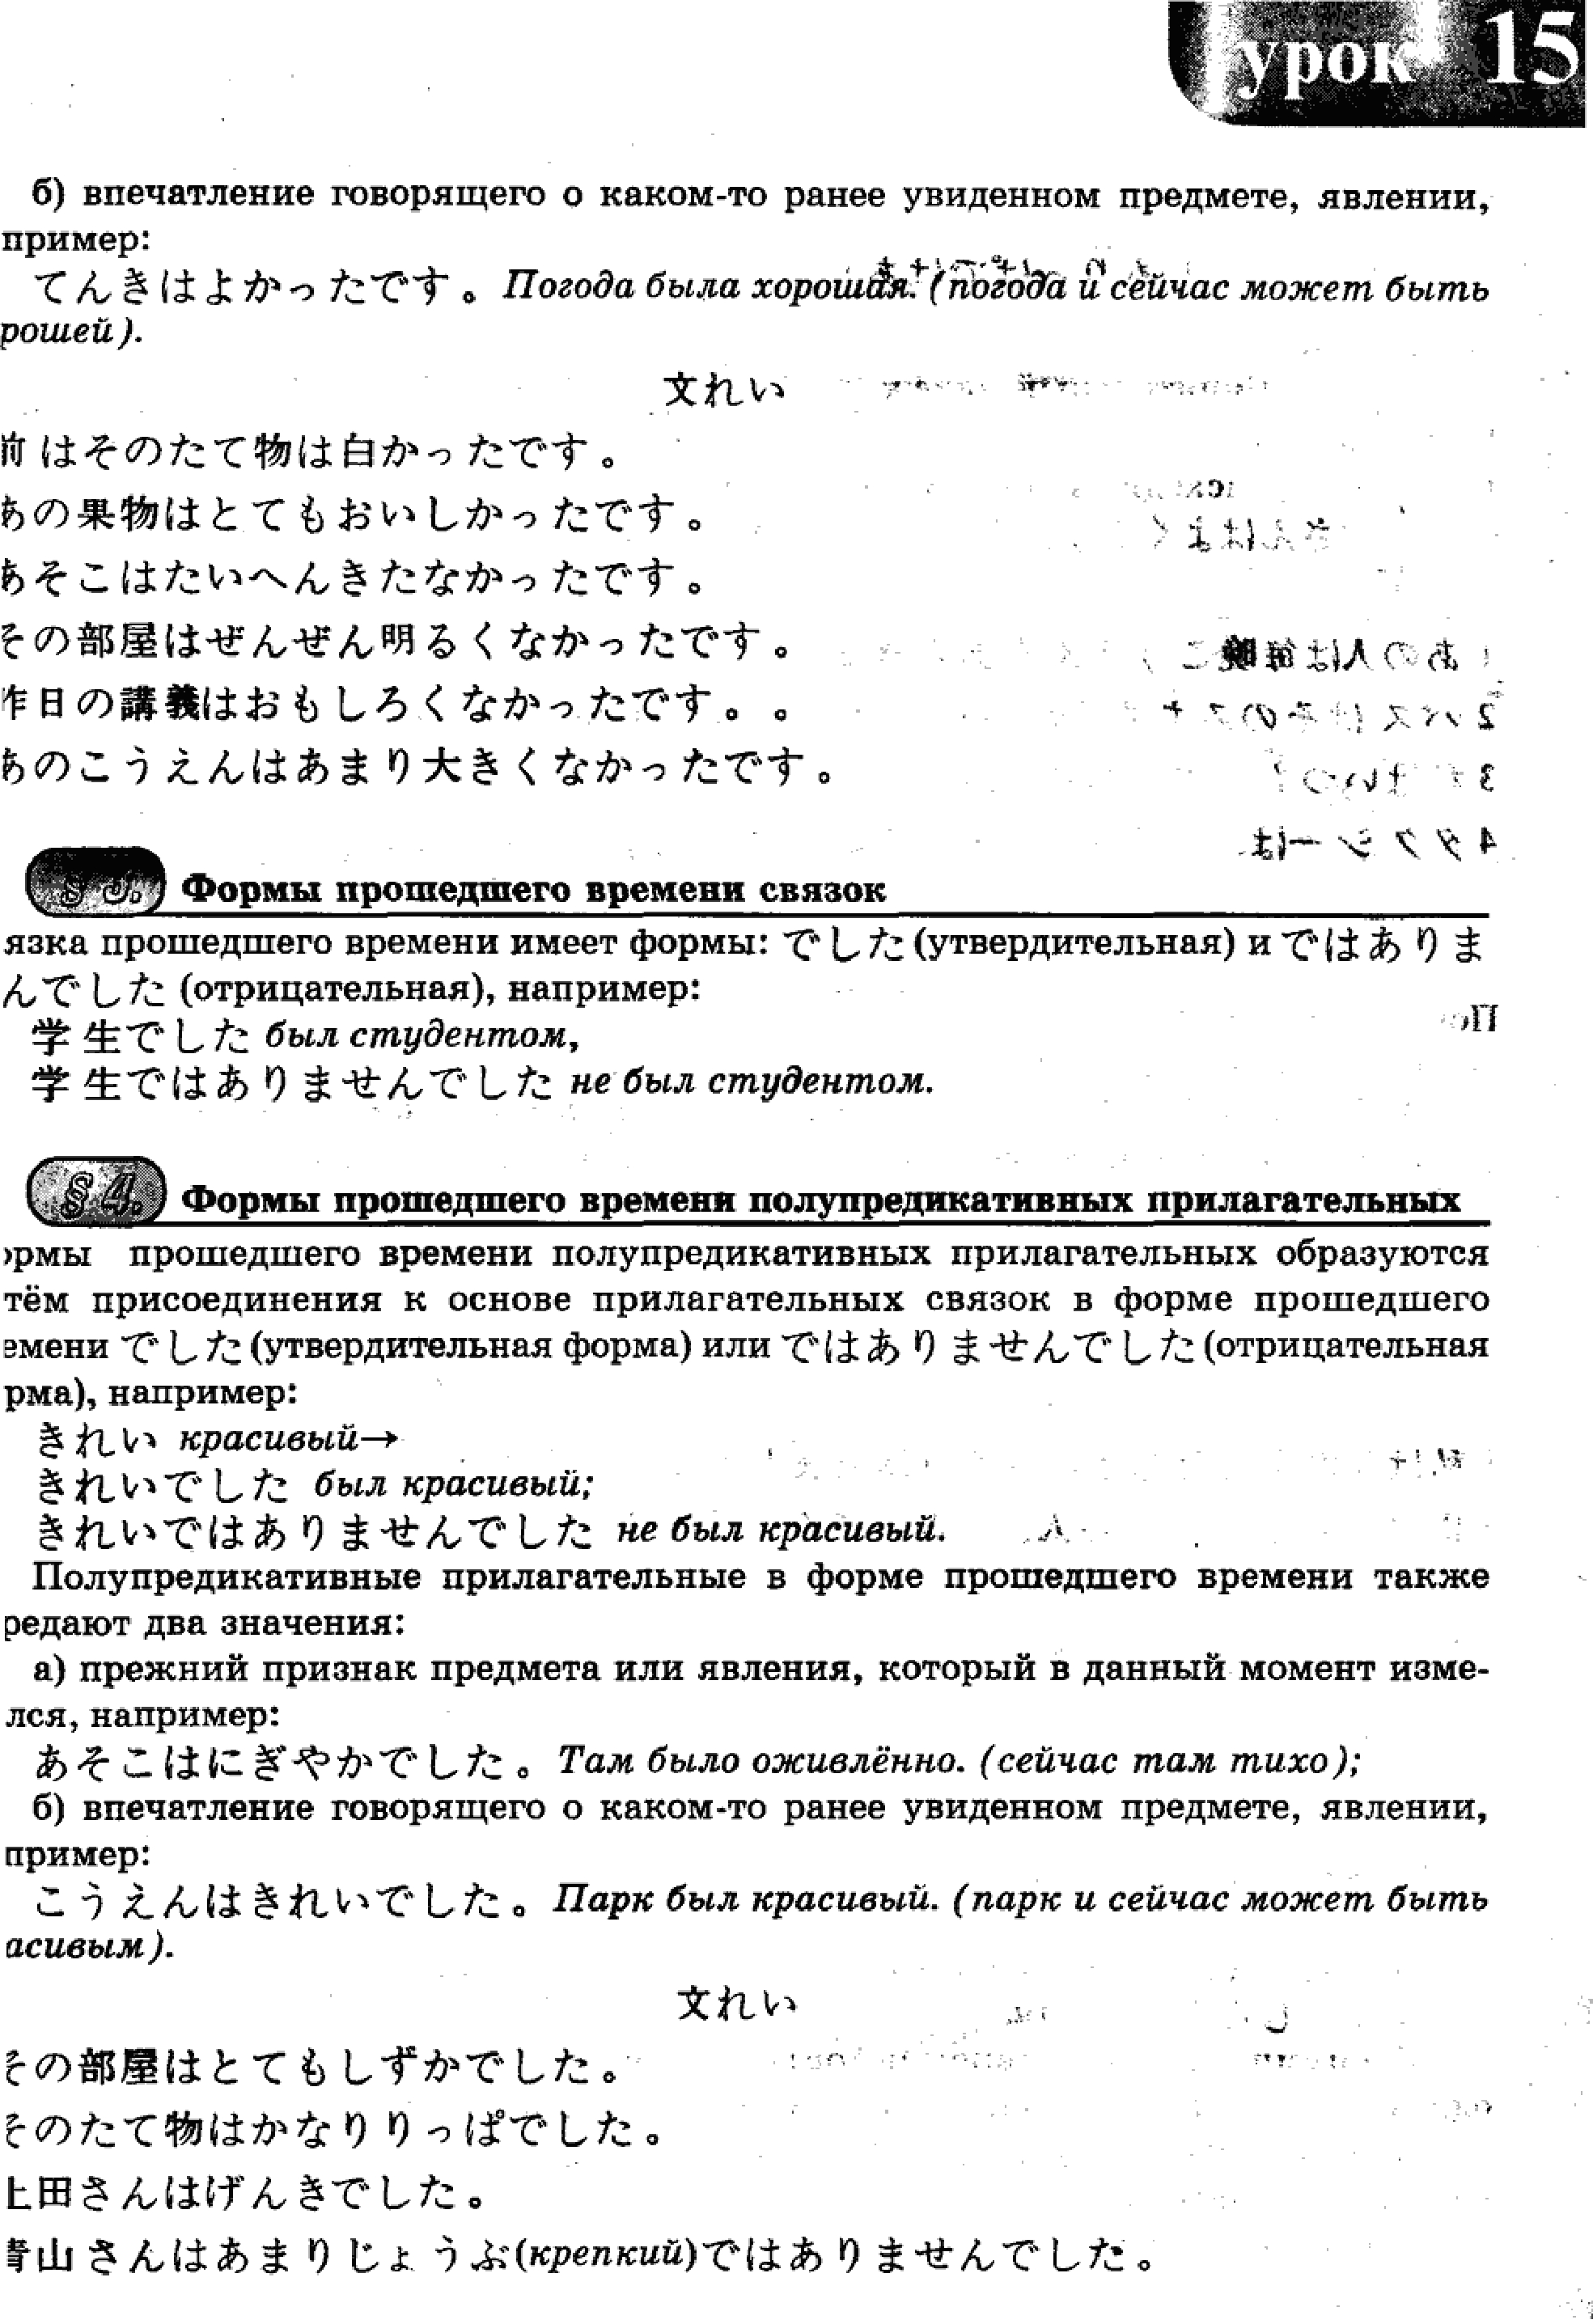 урок 15
б) впечатление говорящего о каком-то ранее увиденном предмете, явлении,
пример:
てんきはよかったです。Погода была хорошая. (погода и сейчас может быть
рошей).
文れい
前はそのたて物は白かったです。
あの果物はとてもおいしかったです。
あそこはたいへんきたなかったです。
その部屋はぜんぜん明るくなかったです。
昨日の講義はおもしろくなかったです。。
あのこうえんはあまり大きくなかったです。
§ 3. Формы прошедшего времени связок
язка прошедшего времени имеет формы: でした (утвердительная) и ではありま
んでした (отрицательная), например:
学生でした был студентом,
学生ではありませんでした не был студентом.
§ 4. Формы прошедшего времени полупредикативных прилагательных
рмы прошедшего времени полупредикативных прилагательных образуются
тём присоединения к основе прилагательных связок в форме прошедшего
емени でした (утвердительная форма) или ではありませんでした (отрицательная
рма), например:
きれい красивый→
きれいでした был красивый;
きれいではありませんでした не был красивый.
Полупредикативные прилагательные в форме прошедшего времени также
редают два значения:
а) прежний признак предмета или явления, который в данный момент изме-
лся, например:
あそこはにぎやかでした。Там было оживлённо. (сейчас там тихо);
б) впечатление говорящего о каком-то ранее увиденном предмете, явлении,
пример:
こうえんはきれいでした。Парк был красивый. (парк и сейчас может быть
асивым).
文れい
その部屋はとてもしずかでした。
そのたて物はかなりりっぱでした。
上田さんはげんきでした。
青山さんはあまりじょうぶ(крепкий)ではありませんでした。